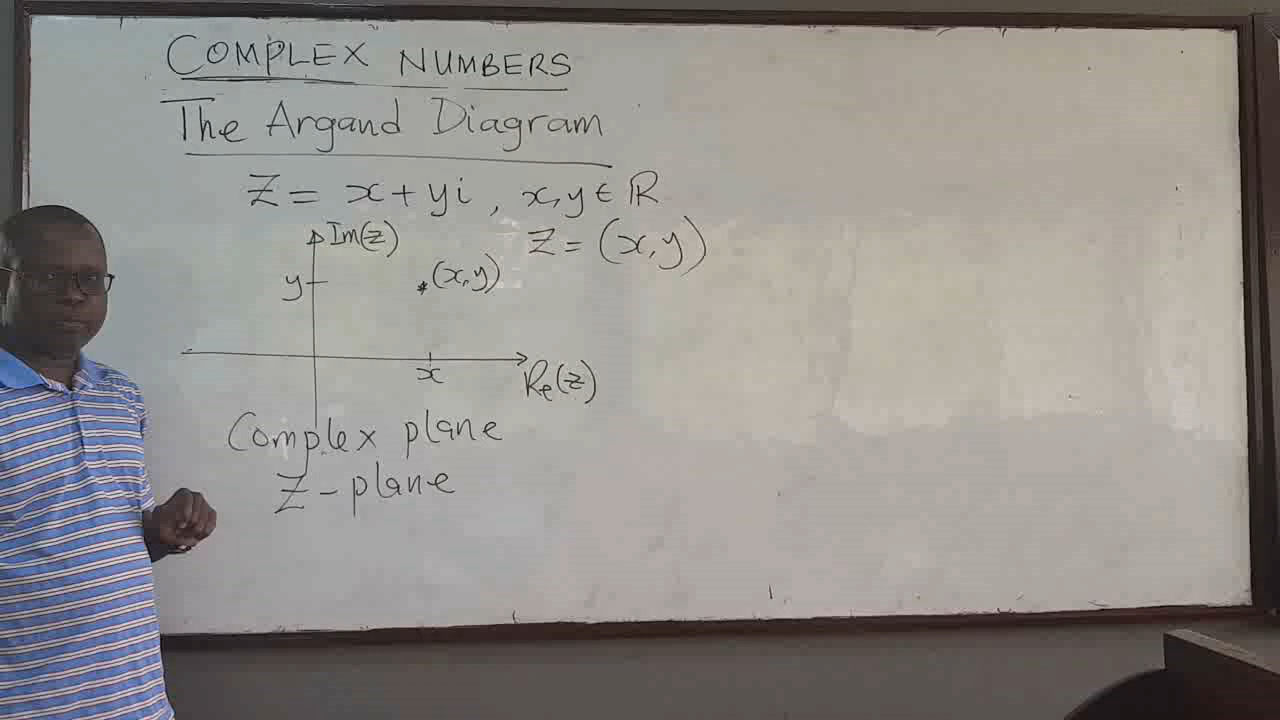 COMPLEX NUMBERS
The Argand Diagram
Z = x + yi , x,y ∈ ℝ
Im(z)
Z = (x,y)
y
(x,y)
x
Re(z)
Complex plane
Z - plane